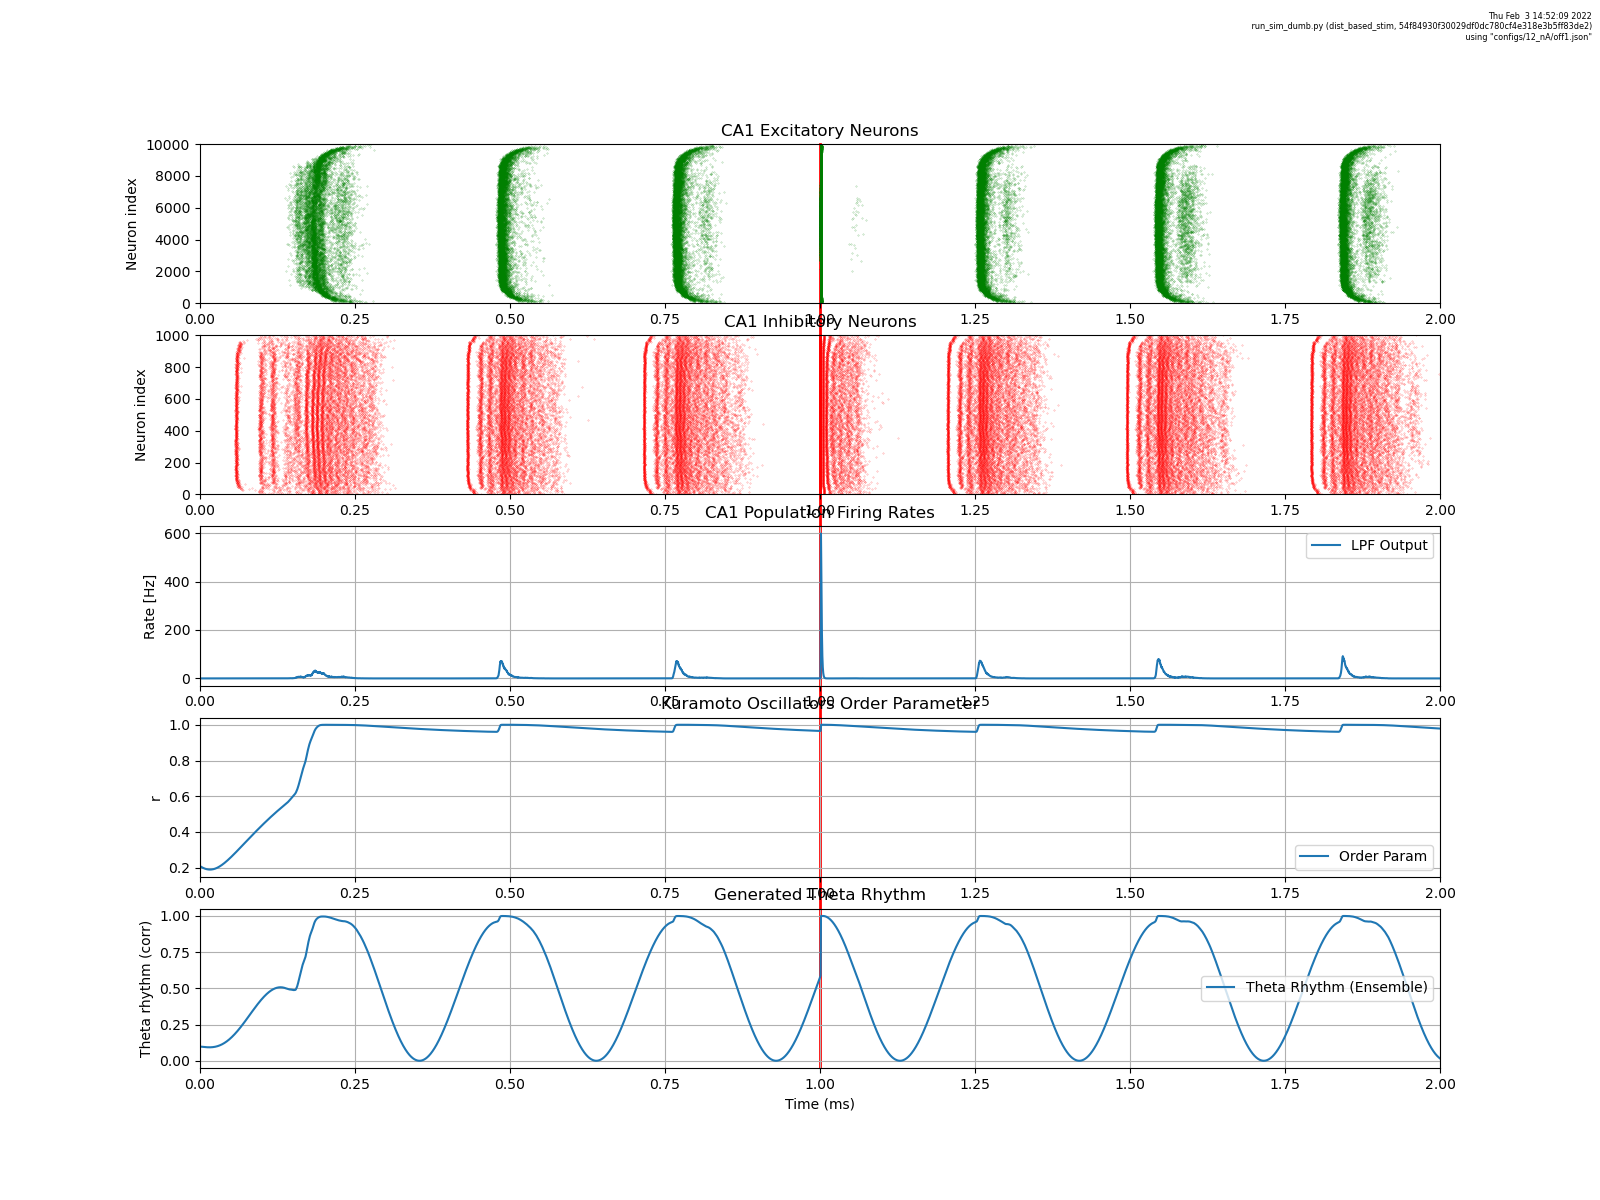 Thu Feb  3 14:52:09 2022
run_sim_dumb.py (dist_based_stim, 54f84930f30029df0dc780cf4e318e3b5ff83de2)
using "configs/12_nA/off1.json"
CA1 Excitatory Neurons
Neuron index
10000
8000
6000
4000
2000
0
0.00 0.25 0.50 0.75 1.00 1.25 1.50 1.75 2.00
CA1 Inhibitory Neurons
Neuron index
1000
800
600
400
200
0
0.00 0.25 0.50 0.75 1.00 1.25 1.50 1.75 2.00
CA1 Population Firing Rates
Rate [Hz]
600
400
200
0
LPF Output
0.00 0.25 0.50 0.75 1.00 1.25 1.50 1.75 2.00
Kuramoto Oscillators Order Parameter
r
1.0
0.8
0.6
0.4
0.2
Order Param
0.00 0.25 0.50 0.75 1.00 1.25 1.50 1.75 2.00
Generated Theta Rhythm
Theta rhythm (corr)
1.00
0.75
0.50
0.25
0.00
Theta Rhythm (Ensemble)
0.00 0.25 0.50 0.75 1.00 1.25 1.50 1.75 2.00
Time (ms)